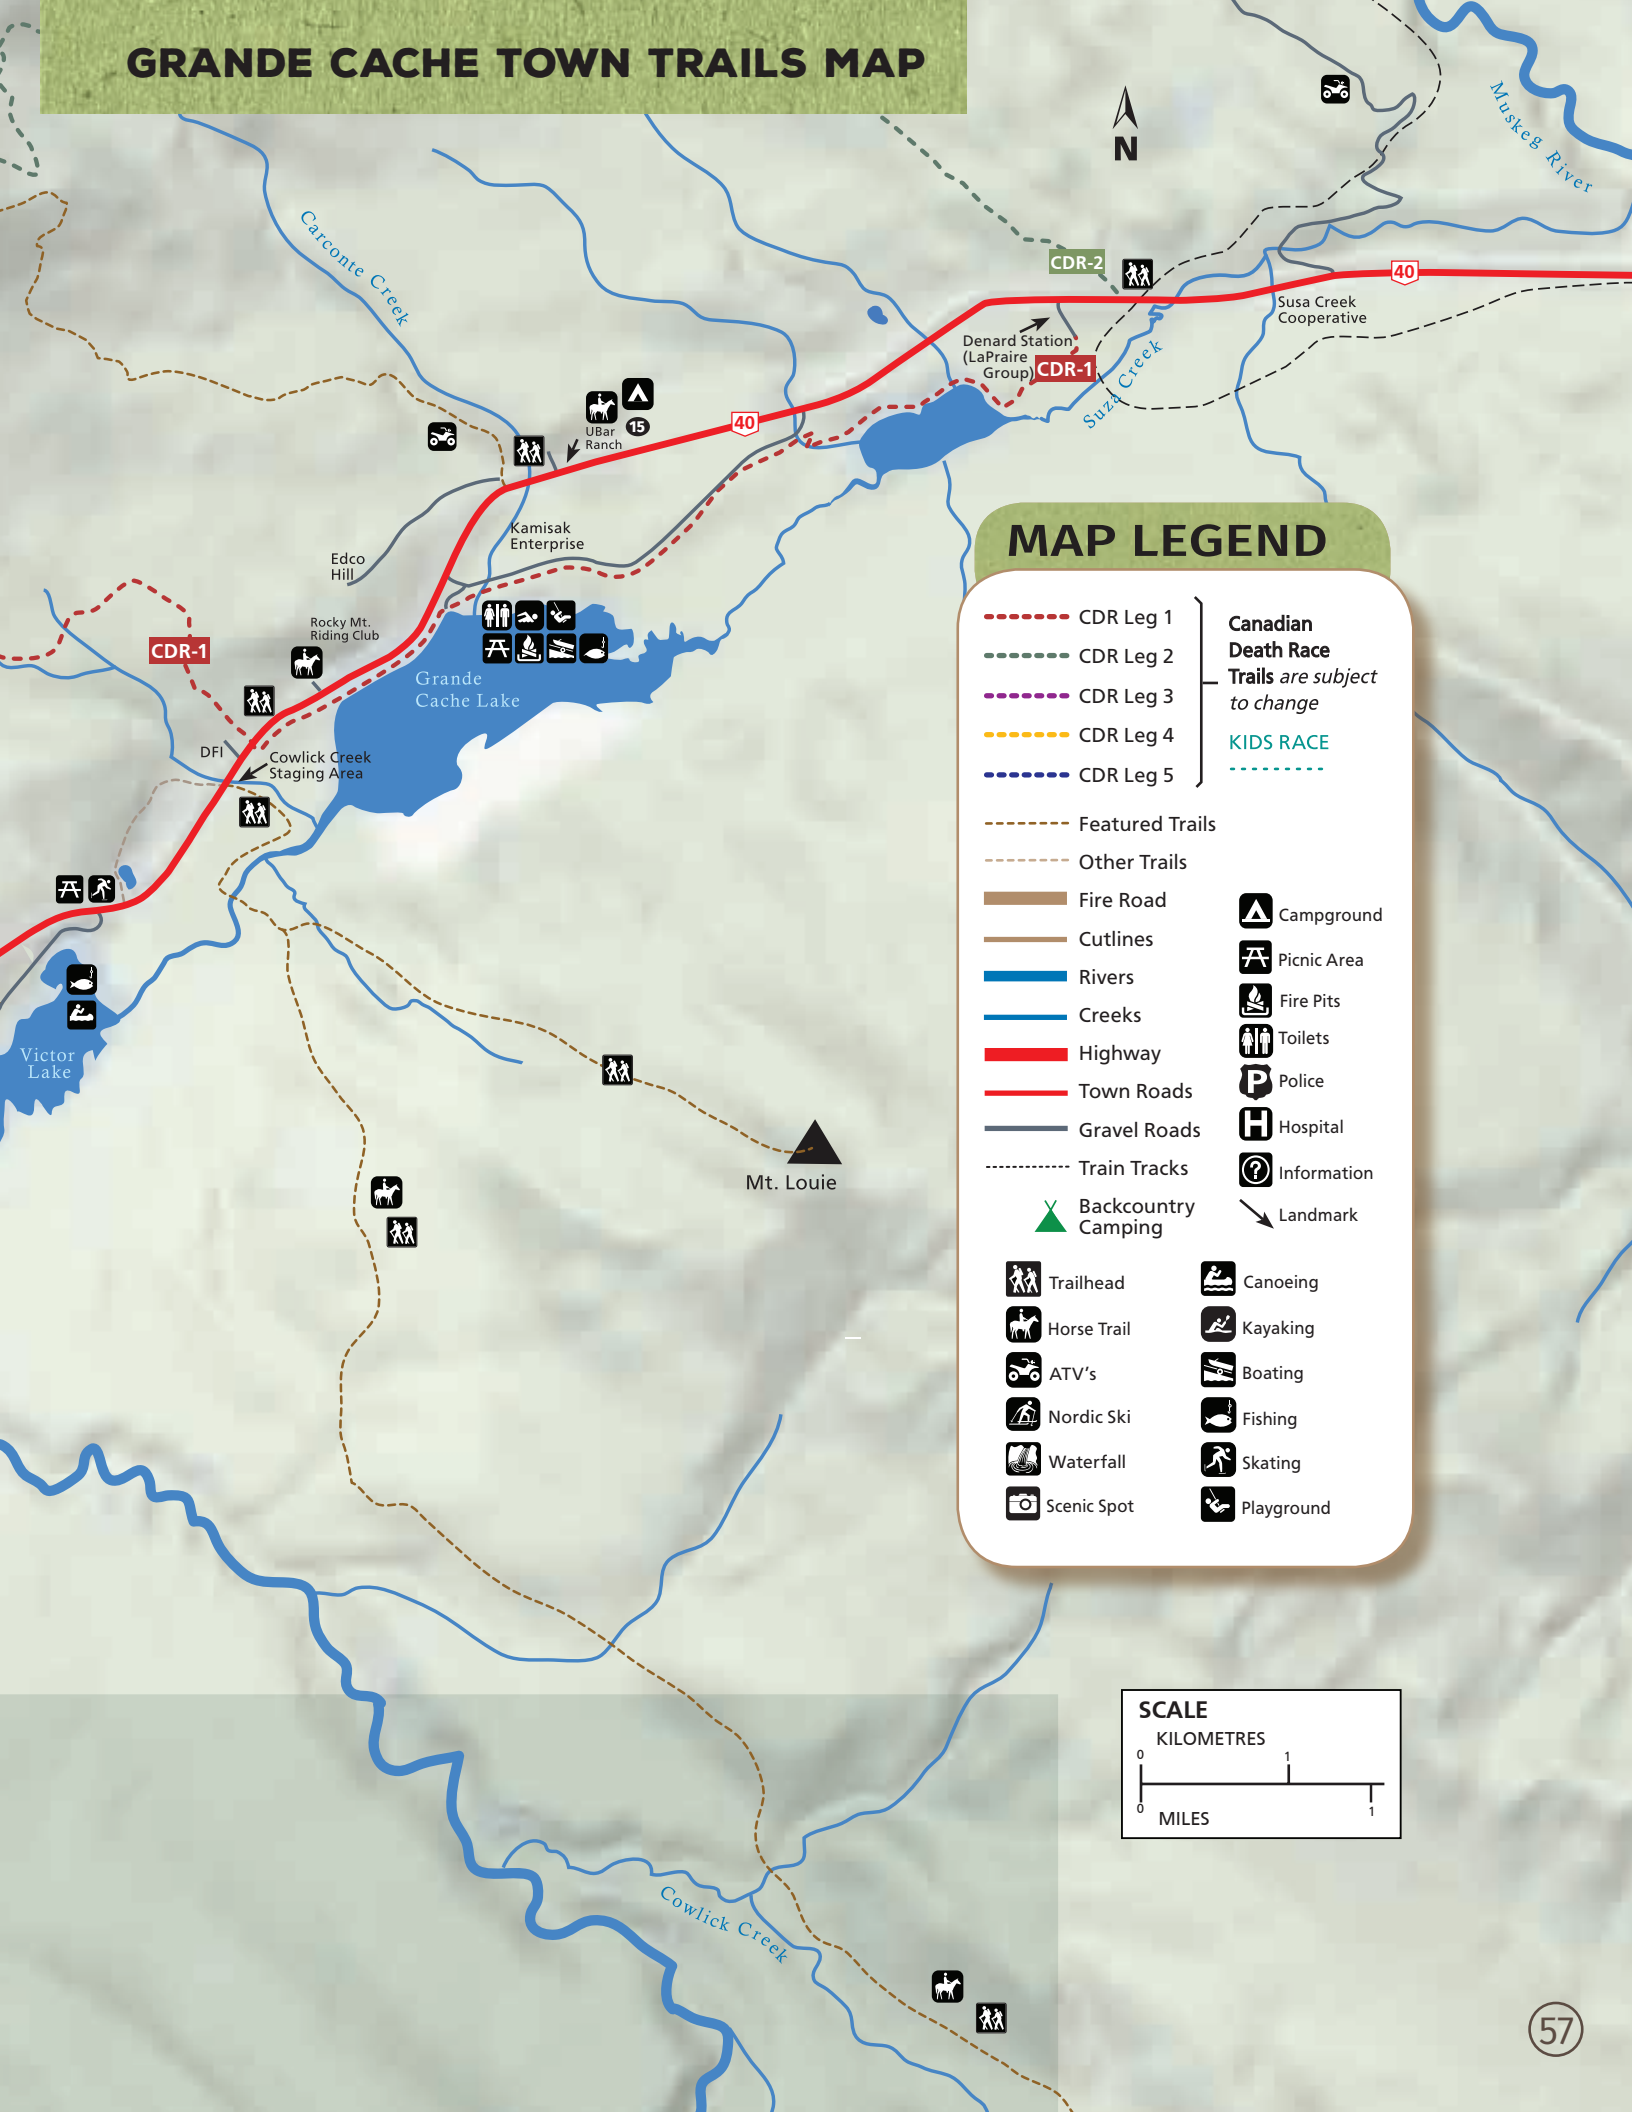 GRANDE CACHE TOWN TRAILS MAP
N
Muskeg River
Carconte Creek
CDR-2
40
Susa Creek
Cooperative
Denard Station
(LaPraire
Group)
CDR-1
Suza Creek
UBar
Ranch
15
40
Kamisak
Enterprise
Edco
Hill
Rocky Mt.
Riding Club
CDR-1
Grande
Cache Lake
DFI
Cowlick Creek
Staging Area
Victor
Lake
Mt. Louie
Cowlick Creek
MAP LEGEND
CDR Leg 1
CDR Leg 2
CDR Leg 3
CDR Leg 4
CDR Leg 5
Canadian
Death Race
Trails are subject
to change
KIDS RACE
Featured Trails
Other Trails
Fire Road
Cutlines
Rivers
Creeks
Highway
Town Roads
Gravel Roads
Train Tracks
Backcountry
Camping
Campground
Picnic Area
Fire Pits
Toilets
P
Police
H
Hospital
?
Information
Landmark
Trailhead
Horse Trail
ATV's
Nordic Ski
Waterfall
Scenic Spot
Canoeing
Kayaking
Boating
Fishing
Skating
Playground
SCALE
KILOMETRES
0 1
0 1
MILES
57